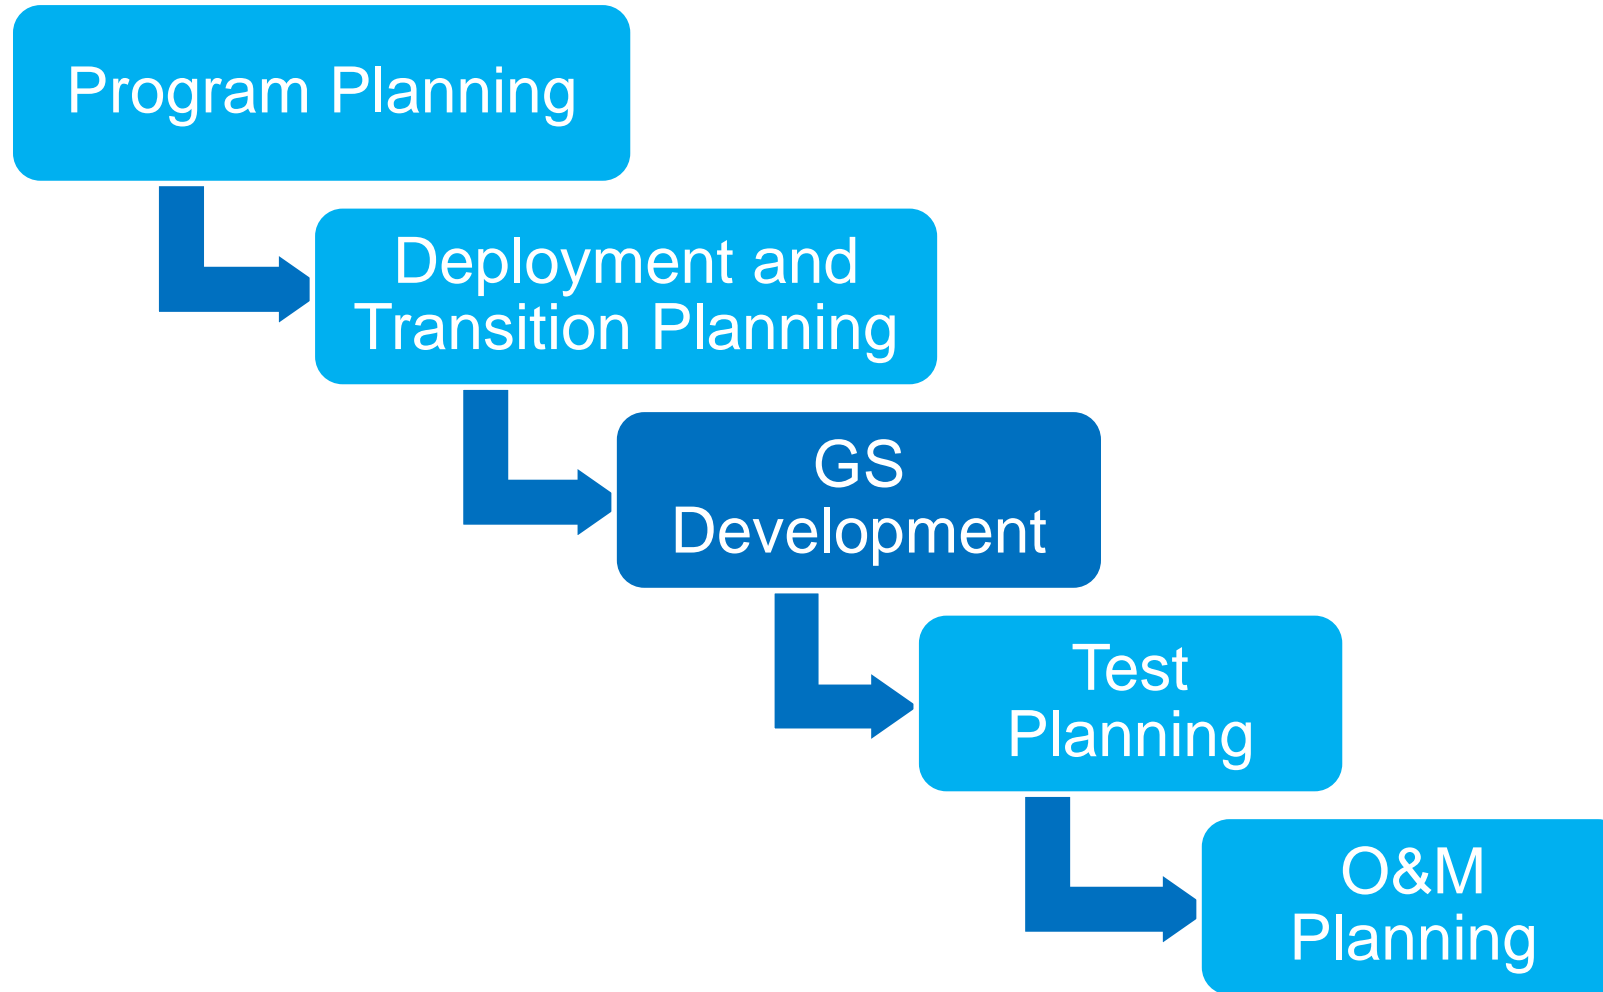 Program Planning
Deployment and
Transition Planning
GS
Development
Test
Planning
O&M
Planning